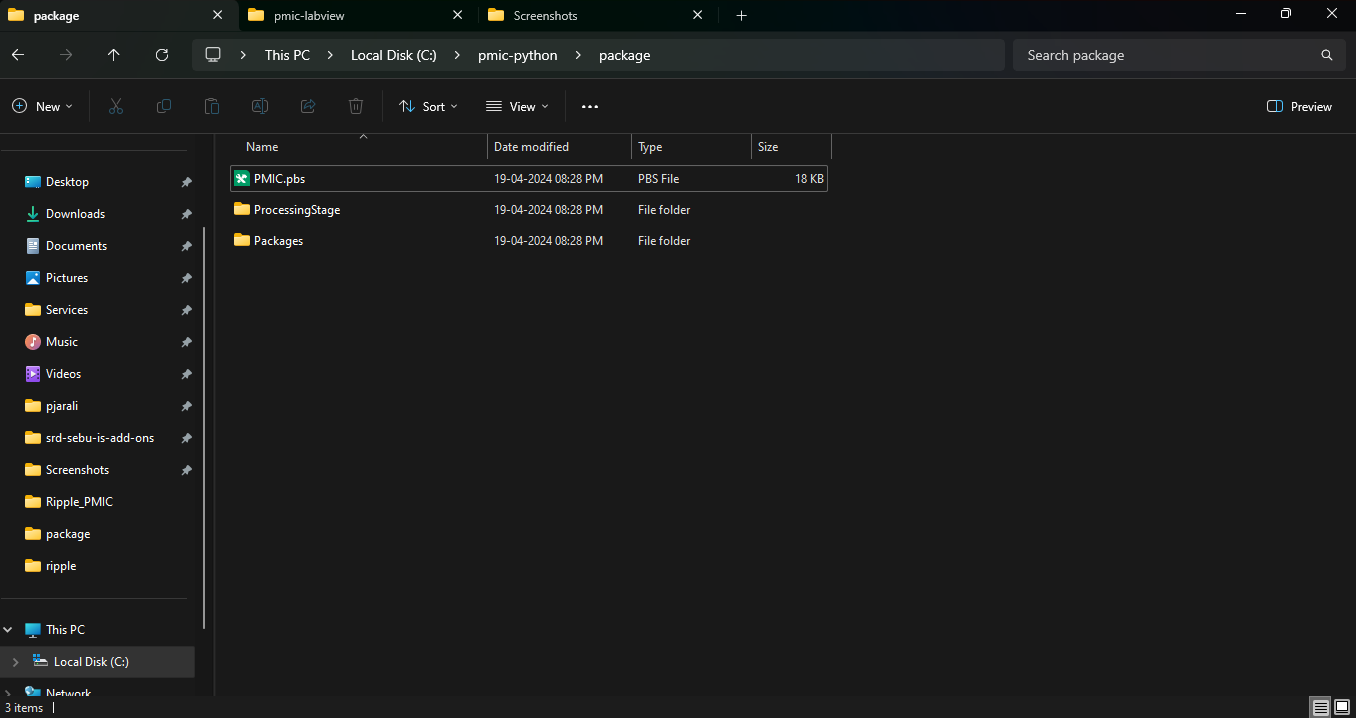 package
pmic-labview
Screenshots
This PC
Local Disk (C:)
pmic-python
package
Search package
New
Sort
View
Preview
Name
Date modified
Type
Size
PMIC.pbs
19-04-2024 08:28 PM
PBS File
18 KB
ProcessingStage
19-04-2024 08:28 PM
File folder
Packages
19-04-2024 08:28 PM
File folder
Desktop
Downloads
Documents
Pictures
Services
Music
Videos
pjarali
srd-sebu-is-add-ons
Screenshots
Ripple_PMIC
package
ripple
This PC
Local Disk (C:)
Network
3 items